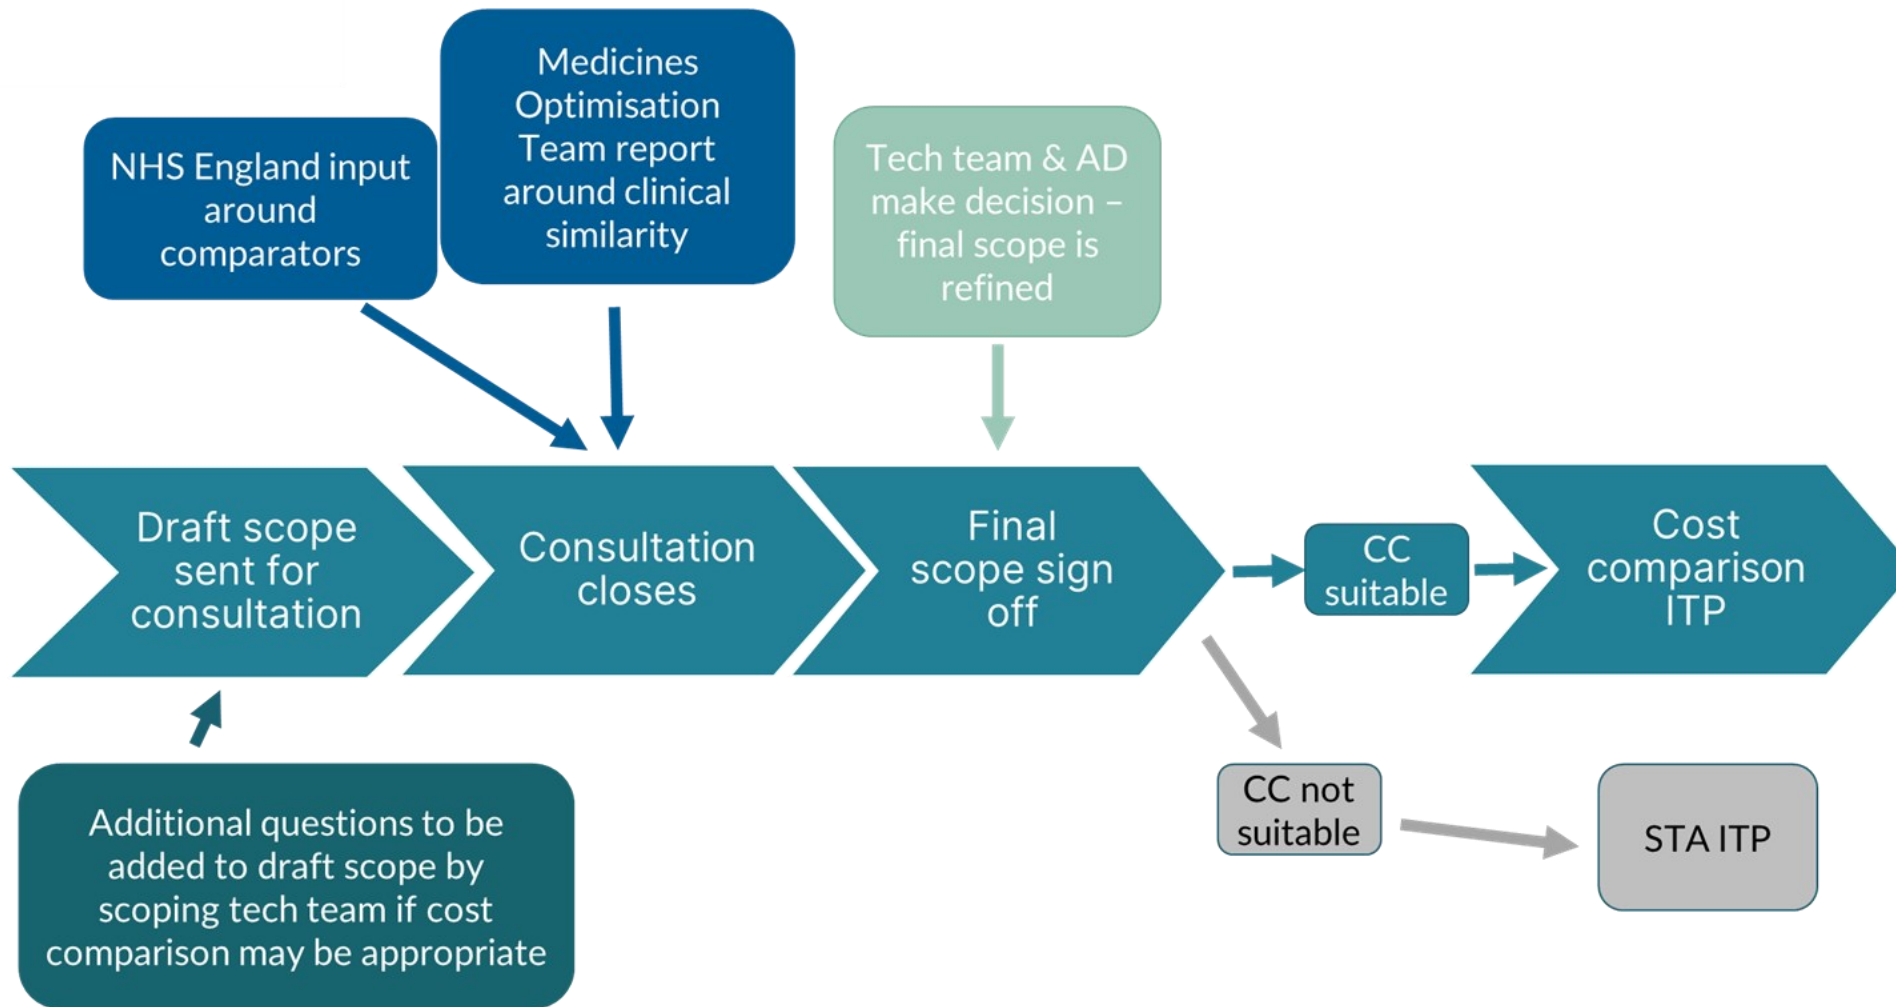 NHS England input
around
comparators
Medicines
Optimisation
Team report
around clinical
similarity
Tech team & AD
make decision –
final scope is
refined
Draft scope
sent for
consultation
Consultation
closes
Final
scope sign
off
CC
suitable
Cost
comparison
ITP
Additional questions to be
added to draft scope by
scoping tech team if cost
comparison may be appropriate
CC not
suitable
STA ITP